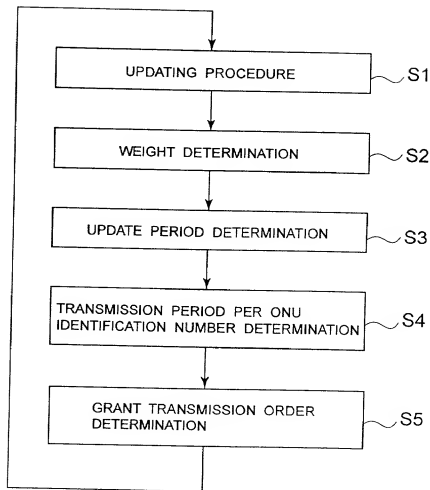 UPDATING PROCEDURE
S1
WEIGHT DETERMINATION
S2
UPDATE PERIOD DETERMINATION
S3
TRANSMISSION PERIOD PER ONU
IDENTIFICATION NUMBER DETERMINATION
S4
GRANT TRANSMISSION ORDER
DETERMINATION
S5